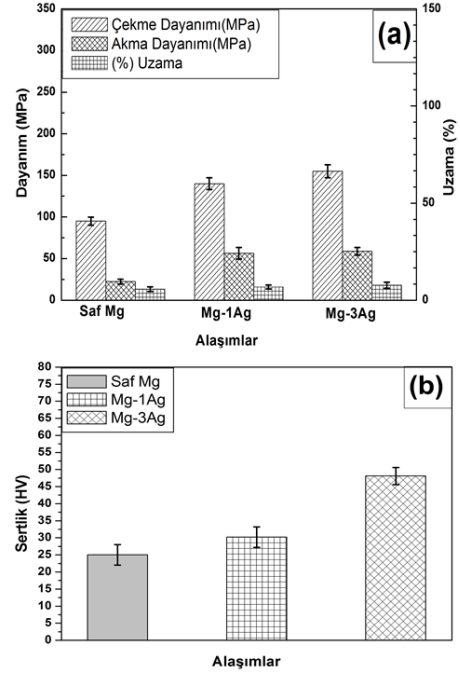 (a)
Çekme Dayanımı(MPa)
Akma Dayanımı(MPa)
(%) Uzama
Dayanım (MPa)
350
300
250
200
150
100
50
0
Uzama (%)
150
100
50
0
Saf Mg
Mg-1Ag
Mg-3Ag
Alaşımlar
(b)
Saf Mg
Mg-1Ag
Mg-3Ag
Sertlik (HV)
80
75
70
65
60
55
50
45
40
35
30
25
20
15
10
5
0
Alaşımlar